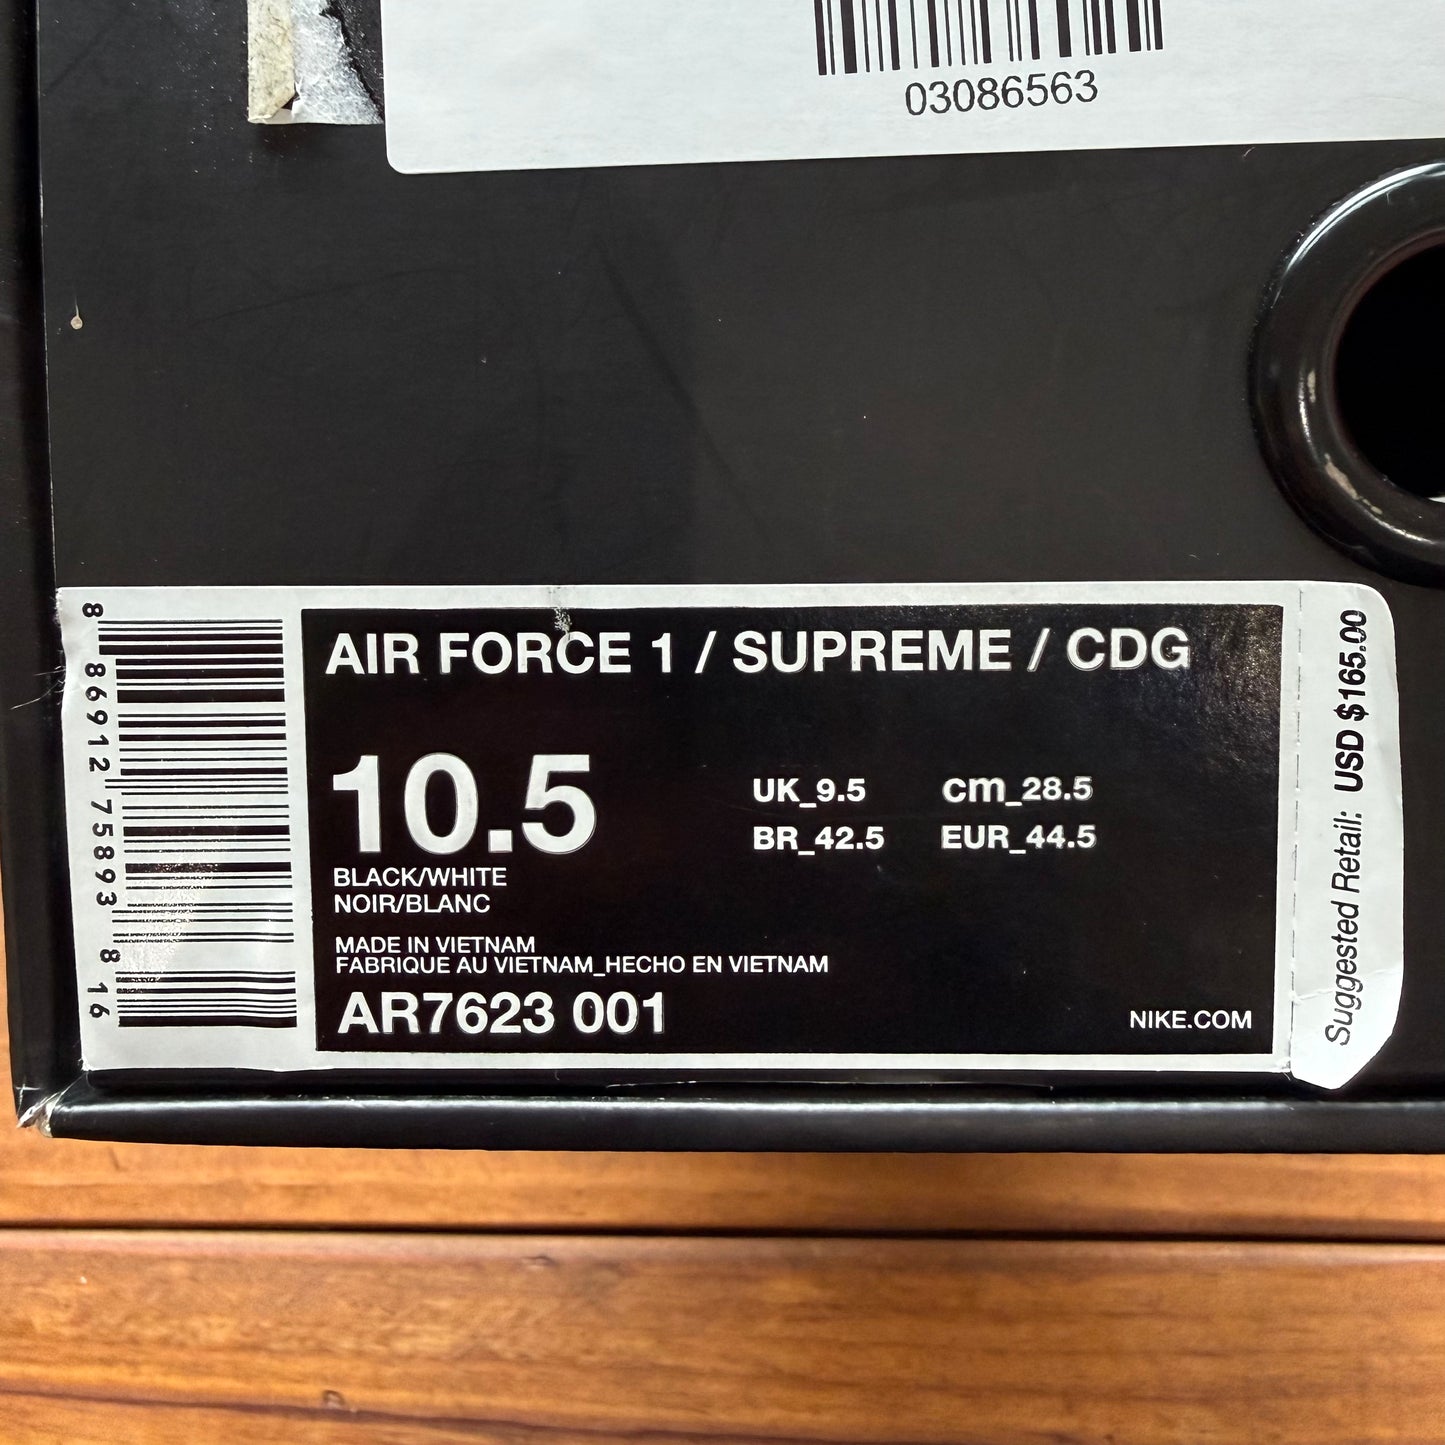 03086563
AIR FORCE 1 / SUPREME / CDG
10.5
UK_9.5 cm_28.5
BR_42.5 EUR_44.5
BLACK/WHITE
NOIR/BLANC
MADE IN VIETNAM
FABRIQUE AU VIETNAM_HECHO EN VIETNAM
AR7623 001
NIKE.COM
8 86912 75893 8 16
Suggested Retail: USD $165.00